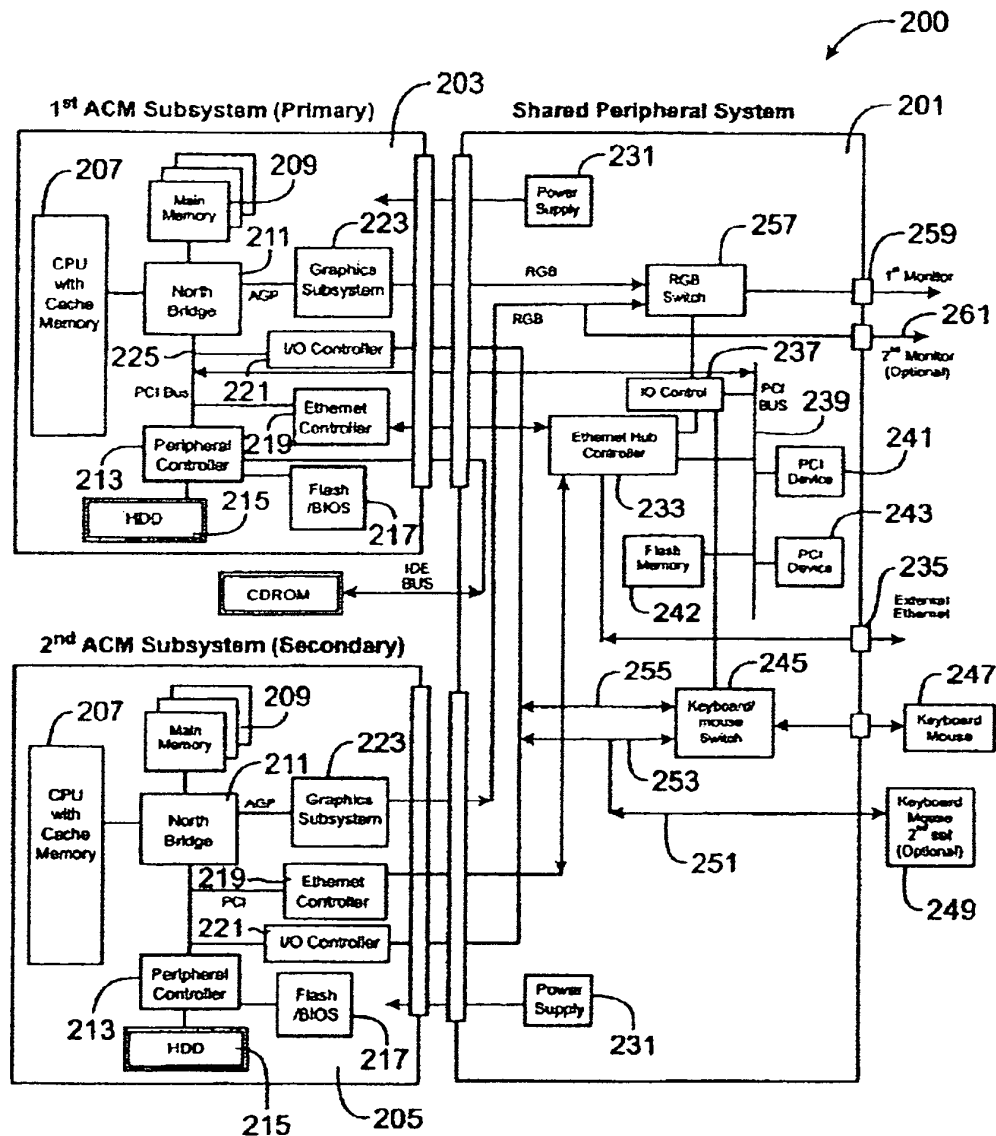 200
203
1st ACM Subsystem (Primary)
Shared Peripheral System
201
207
209
Main
Memory
231
Power
Supply
211
223
257
259
CPU
with
Cache
Memory
North
Bridge
AGP
Graphics
Subsystem
RGB
RGB
RGB
Switch
1st Monitor
261
2nd Monitor
(Optional)
225
I/O Controller
221
237
PCI Bus
IO Control
PCI
BUS
239
Ethernet
Controller
219
Ethernet Hub
Controller
241
Peripheral
Controller
213
PCI
Device
215
Flash
/BIOS
233
243
HDD
217
Flash
Memory
PCI
Device
235
IDE
BUS
CDROM
242
External
Ethernet
2nd ACM Subsystem (Secondary)
207
209
Main
Memory
255
245
247
Keyboard/
mouse
Switch
Keyboard
Mouse
223
211
253
CPU
with
Cache
Memory
North
Bridge
AGP
Graphics
Subsystem
Keyboard
Mouse
2nd set
(Optional)
251
219
Ethernet
Controller
PCI
249
221
I/O Controller
Peripheral
Controller
Flash
/BIOS
Power
Supply
213
217
231
HDD
215
205